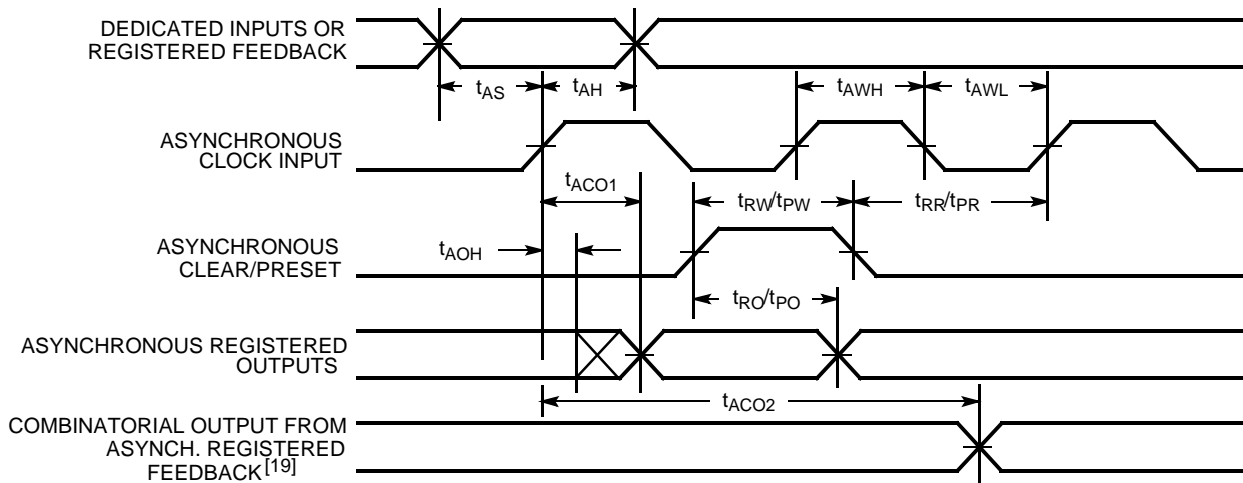 DEDICATED INPUTS OR
REGISTERED FEEDBACK
tAS
tAH
tAWH
tAWL
ASYNCHRONOUS
CLOCK INPUT
tACO1
tRW/tPW
tRR/tPR
ASYNCHRONOUS
CLEAR/PRESET
tAOH
tRO/tPO
ASYNCHRONOUS REGISTERED
OUTPUTS
tACO2
COMBINATORIAL OUTPUT FROM
ASYNCH. REGISTERED
FEEDBACK[19]